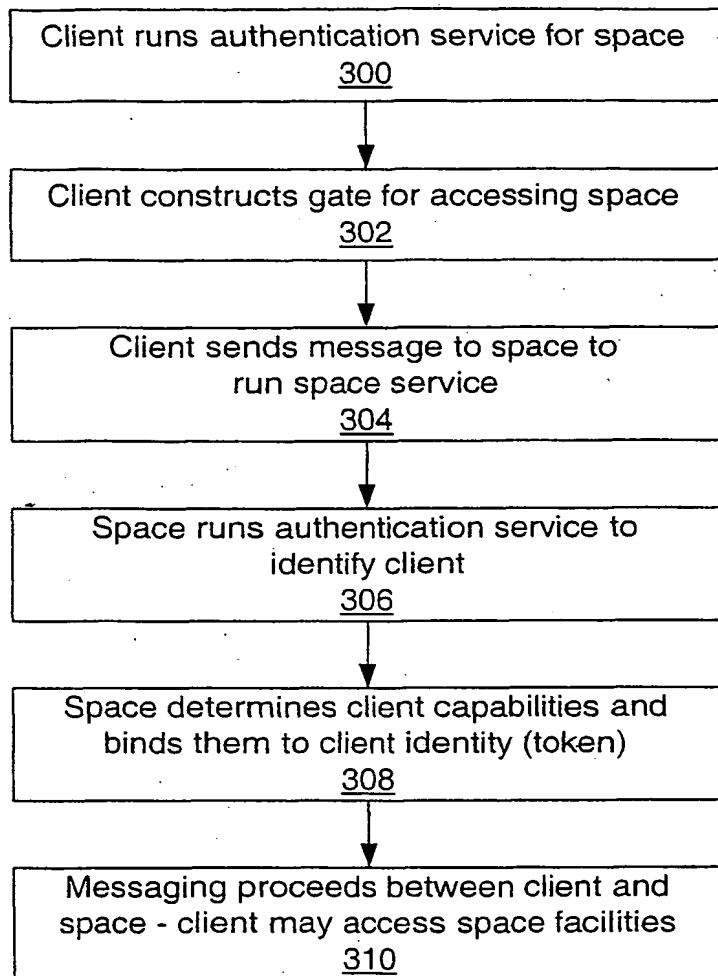 Client runs authentication service for space
300
Client constructs gate for accessing space
302
Client sends message to space to
run space service
304
Space runs authentication service to
identify client
306
Space determines client capabilities and
binds them to client identity (token)
308
Messaging proceeds between client and
space - client may access space facilities
310